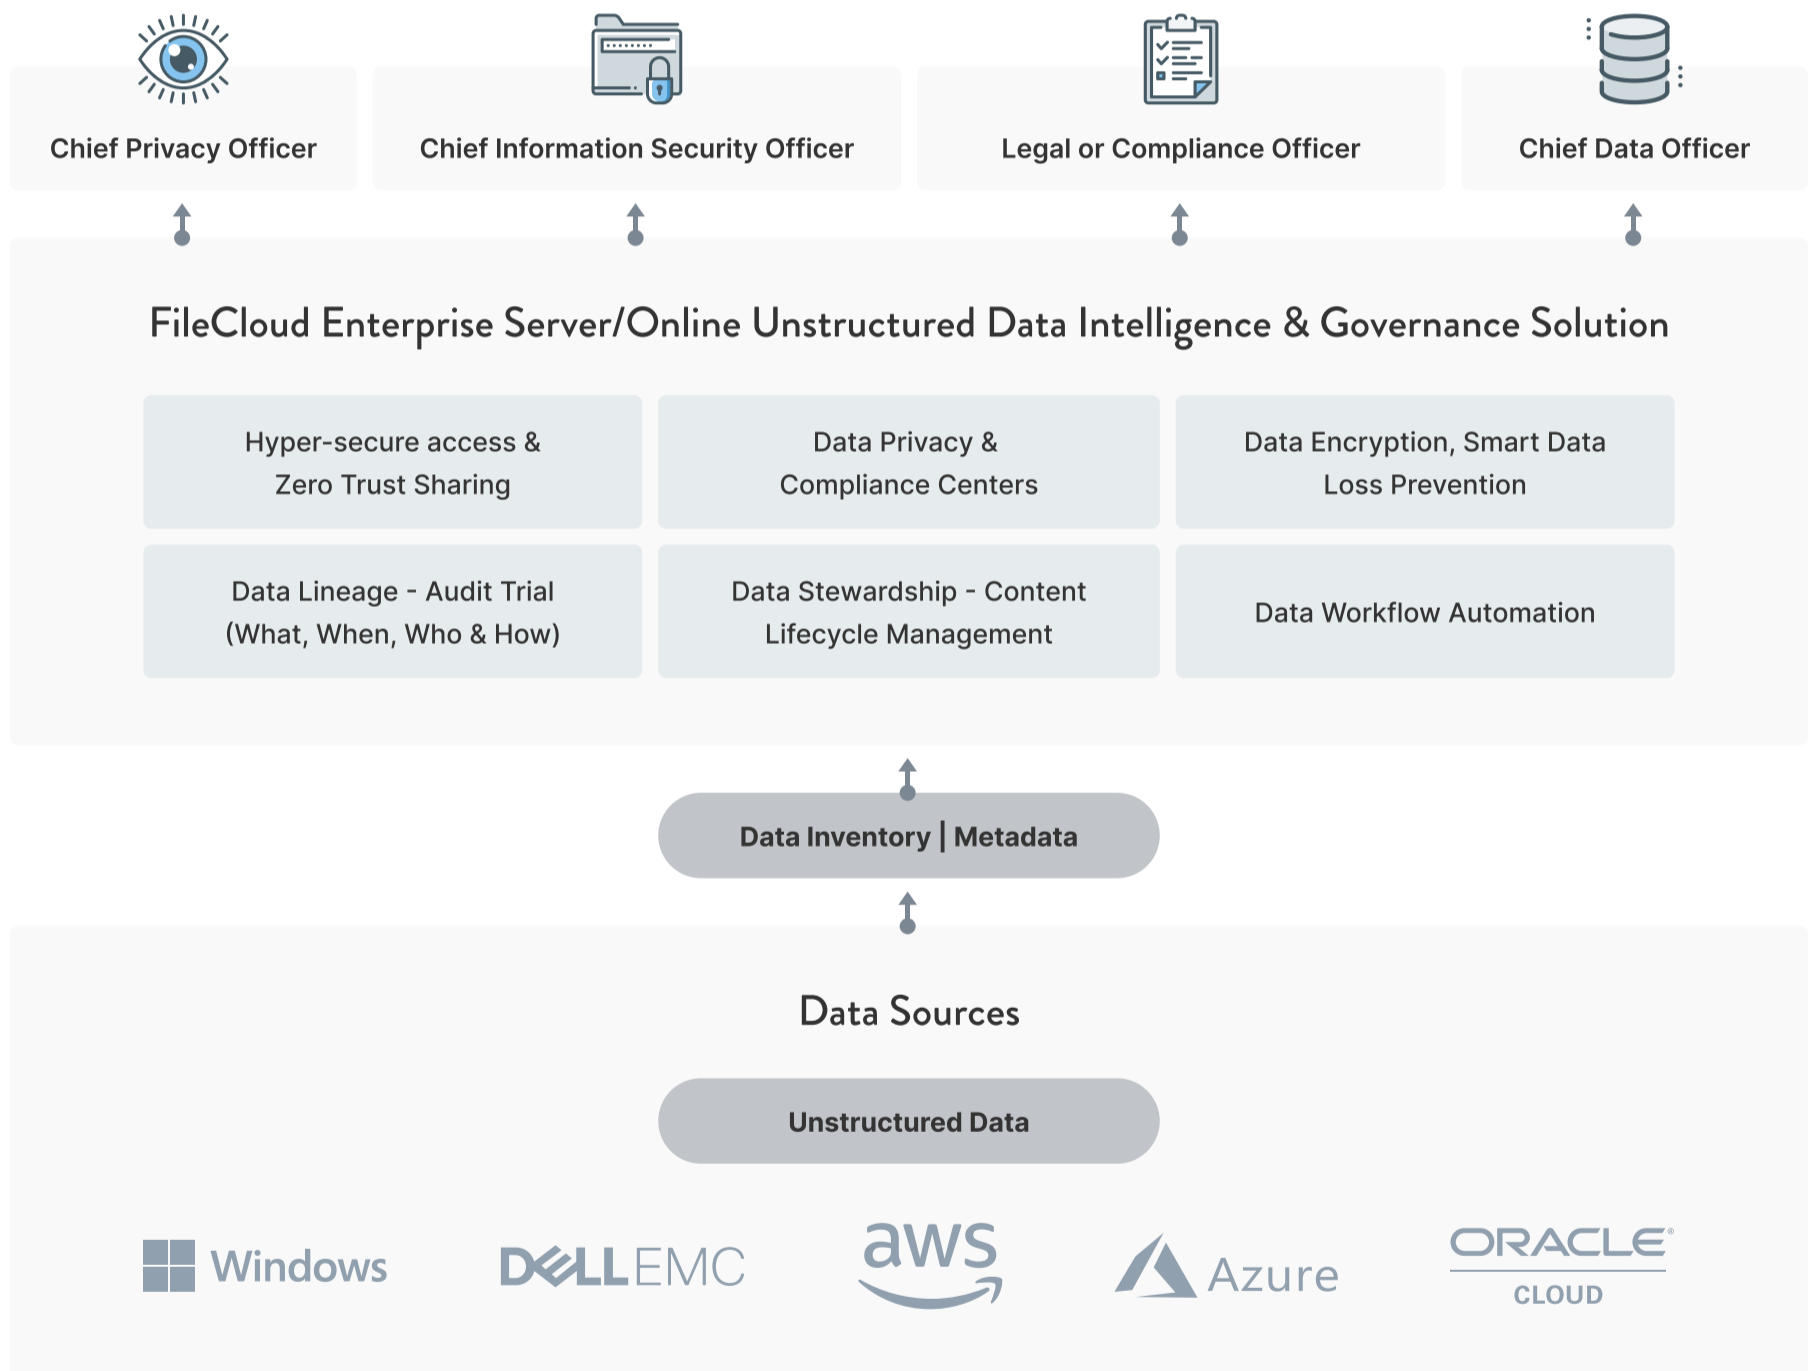 Chief Privacy Officer
Chief Information Security Officer
Legal or Compliance Officer
Chief Data Officer
FileCloud Enterprise Server/Online Unstructured Data Intelligence & Governance Solution
Hyper-secure access &
Zero Trust Sharing
Data Privacy &
Compliance Centers
Data Encryption, Smart Data
Loss Prevention
Data Lineage - Audit Trial
(What, When, Who & How)
Data Stewardship - Content
Lifecycle Management
Data Workflow Automation
Data Inventory | Metadata
Data Sources
Unstructured Data
Windows
DELL EMC
aws
Azure
ORACLE®
CLOUD